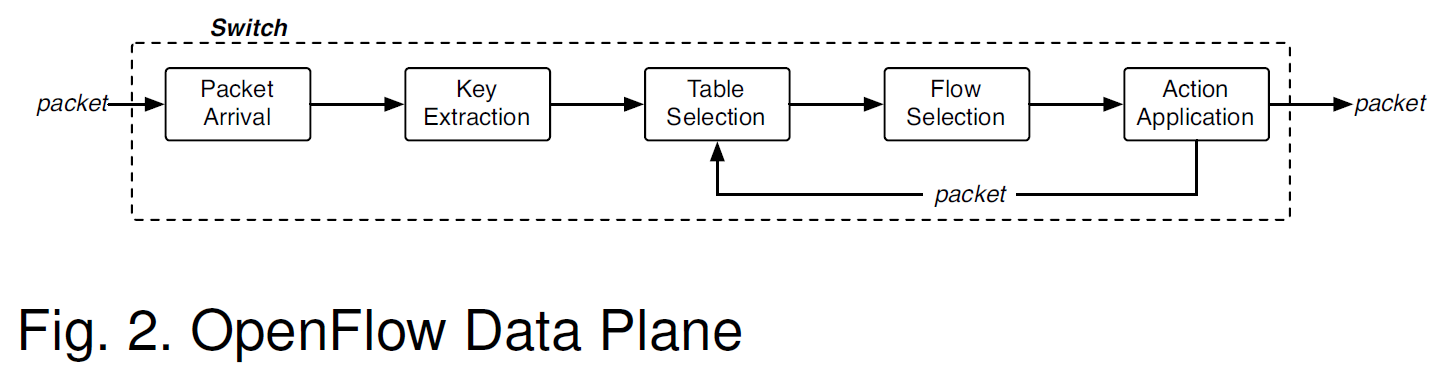 Switch
packet
Packet
Arrival
Key
Extraction
Table
Selection
Flow
Selection
Action
Application
packet
packet
Fig. 2. OpenFlow Data Plane